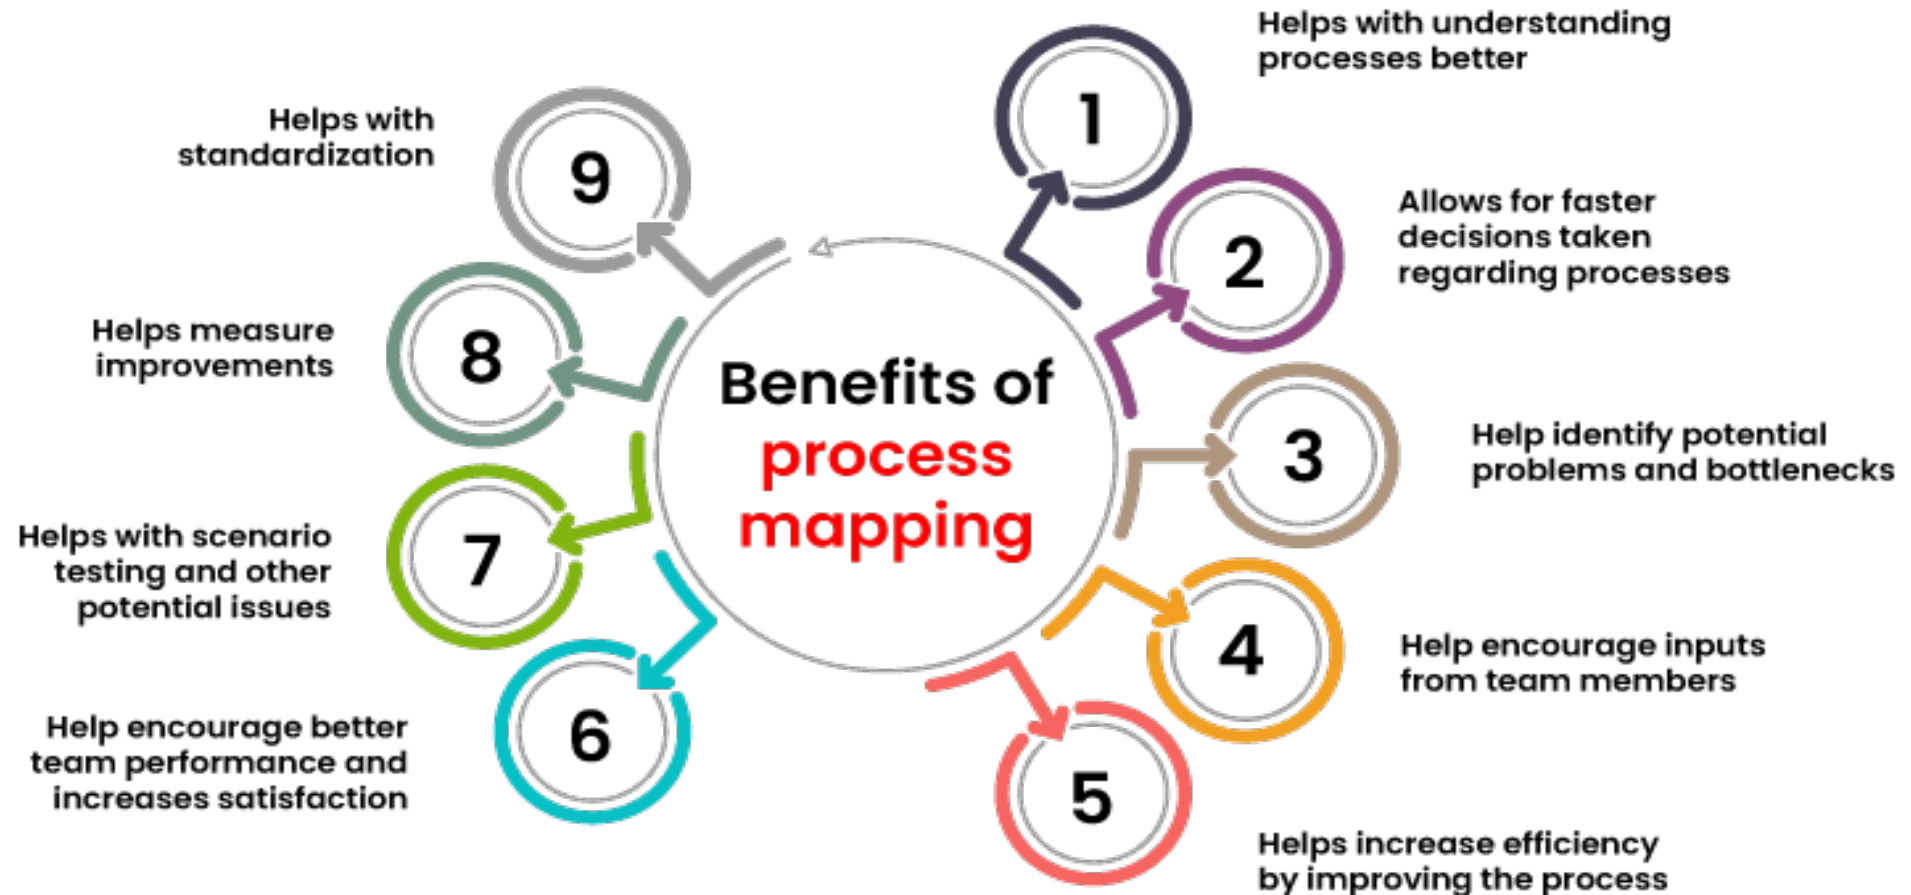 Benefits of
process
mapping
1
Helps with understanding
processes better
2
Allows for faster
decisions taken
regarding processes
3
Help identify potential
problems and bottlenecks
4
Help encourage inputs
from team members
5
Helps increase efficiency
by improving the process
6
Help encourage better
team performance and
increases satisfaction
7
Helps with scenario
testing and other
potential issues
8
Helps measure
improvements
9
Helps with
standardization